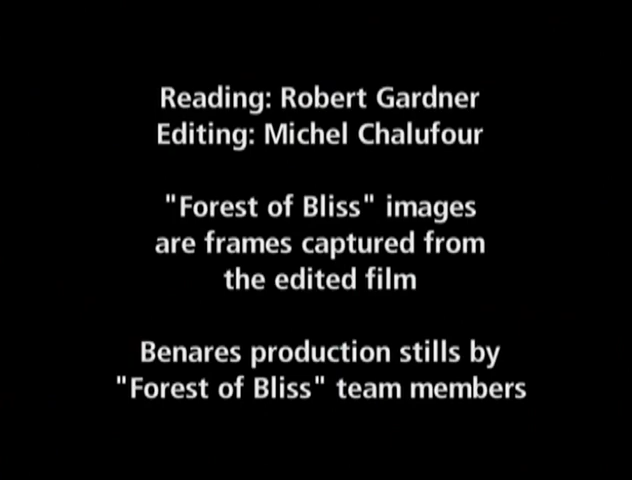 Reading: Robert Gardner
Editing: Michel Chalufour
"Forest of Bliss" images
are frames captured from
the edited film
Benares production stills by
"Forest of Bliss" team members